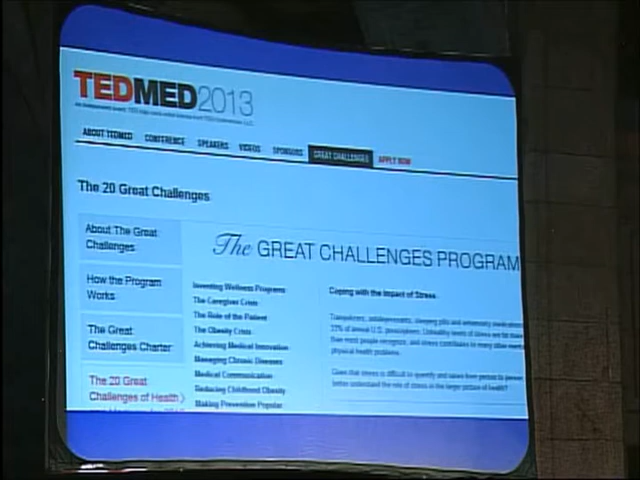 TEDMED2013
ABOUT TEDMED CONFERENCE SPEAKERS VIDEOS SPONSORS GREAT CHALLENGES APPLY NOW
The 20 Great Challenges
About The Great
Challenges
How the Program
Works
The Great
Challenges Charter
The 20 Great
Challenges of Health
The GREAT CHALLENGES PROGRAM
Inventing Wellness Programs
The Caregiver Crisis
The Role of the Patient
The Obesity Crisis
Achieving Medical Innovation
Managing Chronic Diseases
Medical Communication
Reducing Childhood Obesity
Making Prevention Popular
Coping with the Impact of Stress
physical health problems.